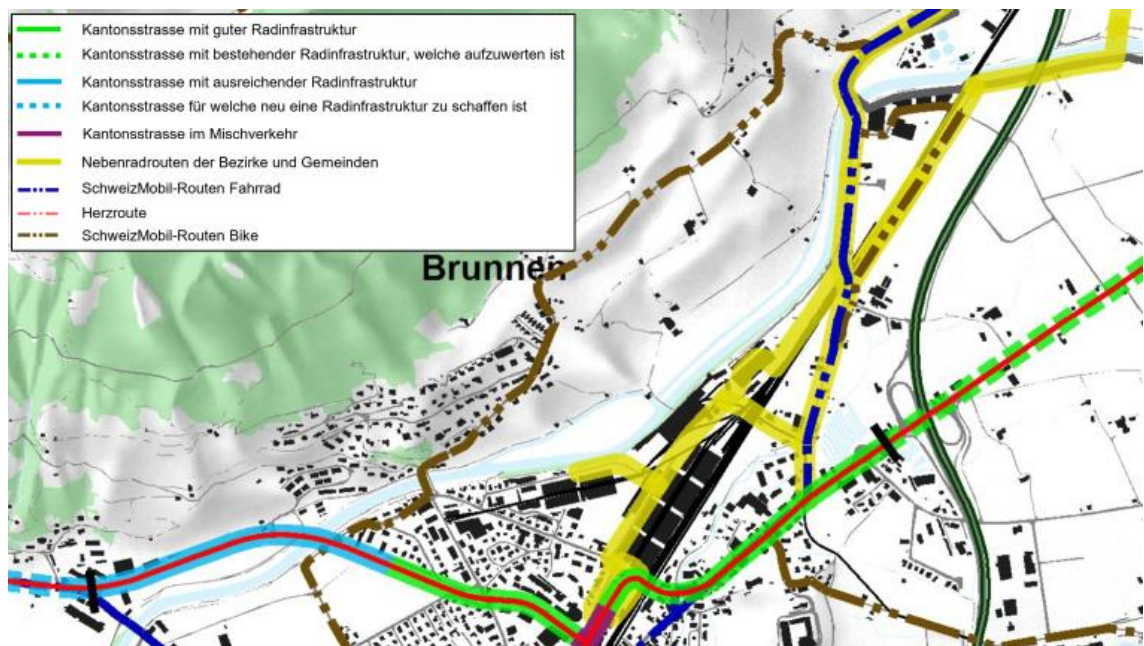 Kantonsstrasse mit guter Radinfrastruktur
Kantonsstrasse mit bestehender Radinfrastruktur, welche aufzuwerten ist
Kantonsstrasse mit ausreichender Radinfrastruktur
Kantonsstrasse für welche neu eine Radinfrastruktur zu schaffen ist
Kantonsstrasse im Mischverkehr
Nebenradrouten der Bezirke und Gemeinden
SchweizMobil-Routen Fahrrad
Herzroute
SchweizMobil-Routen Bike
Brunnen